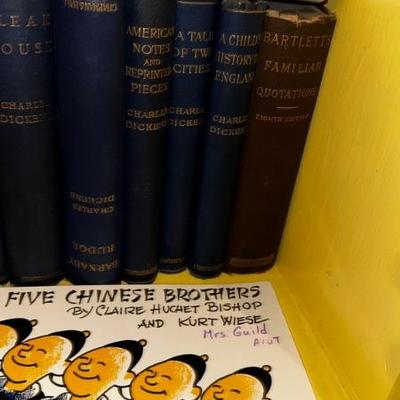 LEAK
OUSE
CHARLES
DICKENS
BARNABY
RUDGE
CHARLES
DICKENS
AMERICAN
NOTES
AND
REPRINTED
PIECES
CHARLES
DICKENS
A TALE
OF TWO
CITIES
CHARLES
DICKENS
A CHILD'S
HISTORY OF
ENGLAND
CHARLES
DICKENS
BARTLETT'S
FAMILIAR
QUOTATIONS
EIGHTH EDITION
FIVE CHINESE BROTHERS
BY CLAIRE HUCHET BISHOP
AND KURT WIESE
Mrs. Guild